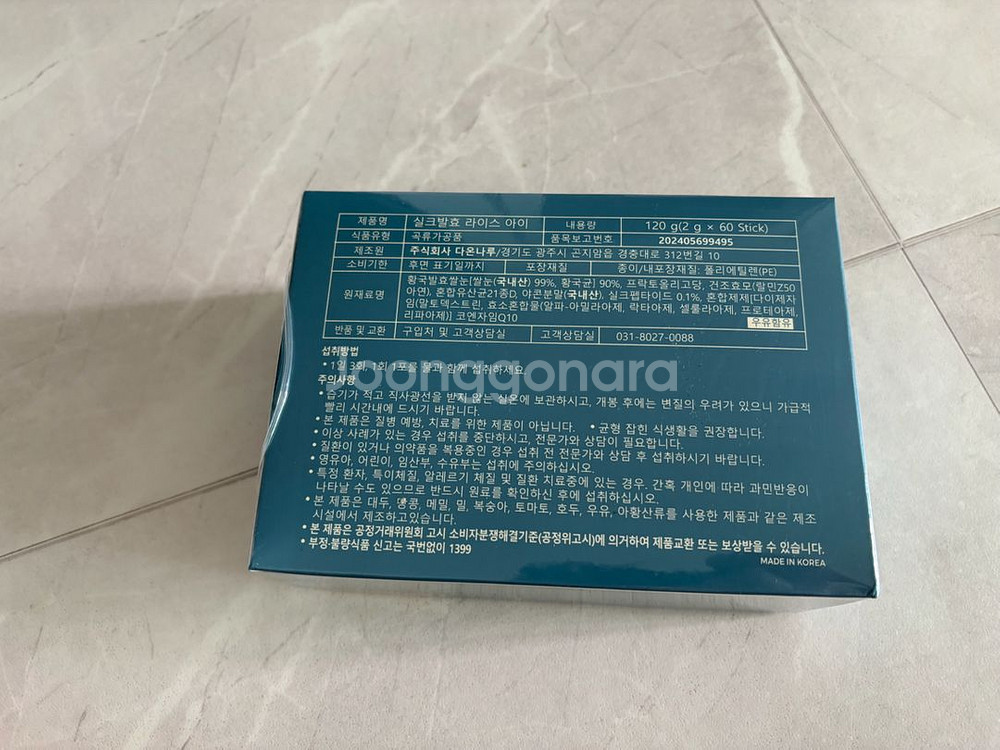 제품명 실크발효 라이스 아이 내용량 120 g(2 g × 60 Stick)
식품유형 곡류가공품 품목보고번호 202405699495
제조원 주식회사 다온나루/경기도 광주시 곤지암읍 경충대로 312번길 10
소비기한 후면 표기일까지 포장재질 종이/내포장재질: 폴리에틸렌(PE)
원재료명 황국발효쌀눈[쌀눈(국내산) 99%, 황국균] 90%, 프락토올리고당, 건조효모(랄민Z50
아연), 혼합유산균21종D, 야콘분말(국내산), 실크펩타이드 0.1%, 혼합제제[다이제자
임(말토덱스트린, 효소혼합물(알파-아밀라아제, 락타아제, 셀룰라아제, 프로테아제,
리파아제)] 코엔자임Q10
우유함유
반품 및 교환 구입처 및 고객상담실 고객상담실 031-8027-0088
섭취방법
• 1일 3회, 1회 1포를 물과 함께 섭취하세요.
Joonggonara
주의사항
• 습기가 적고 직사광선을 받지 않는 실온에 보관하시고, 개봉 후에는 변질의 우려가 있으니 가급적
빨리 시간내에 드시기 바랍니다.
• 본 제품은 질병 예방, 치료를 위한 제품이 아닙니다. • 균형 잡힌 식생활을 권장합니다.
• 이상 사례가 있는 경우 섭취를 중단하시고, 전문가와 상담이 필요합니다.
• 질환이 있거나 의약품을 복용중인 경우 섭취 전 전문가와 상담 후 섭취하시기 바랍니다.
• 영유아, 어린이, 임산부, 수유부는 섭취에 주의하십시오.
• 특정 환자, 특이체질, 알레르기 체질 및 질환 치료중에 있는 경우. 간혹 개인에 따라 과민반응이
나타날 수도 있으므로 반드시 원료를 확인하신 후에 섭취하십시오.
• 본 제품은 대두, 땅콩, 메밀, 밀, 복숭아, 토마토, 호두, 우유, 아황산류를 사용한 제품과 같은 제조
시설에서 제조하고있습니다.
• 본 제품은 공정거래위원회 고시 소비자분쟁해결기준(공정위고시)에 의거하여 제품교환 또는 보상받을 수 있습니다.
• 부정·불량식품 신고는 국번없이 1399
MADE IN KOREA